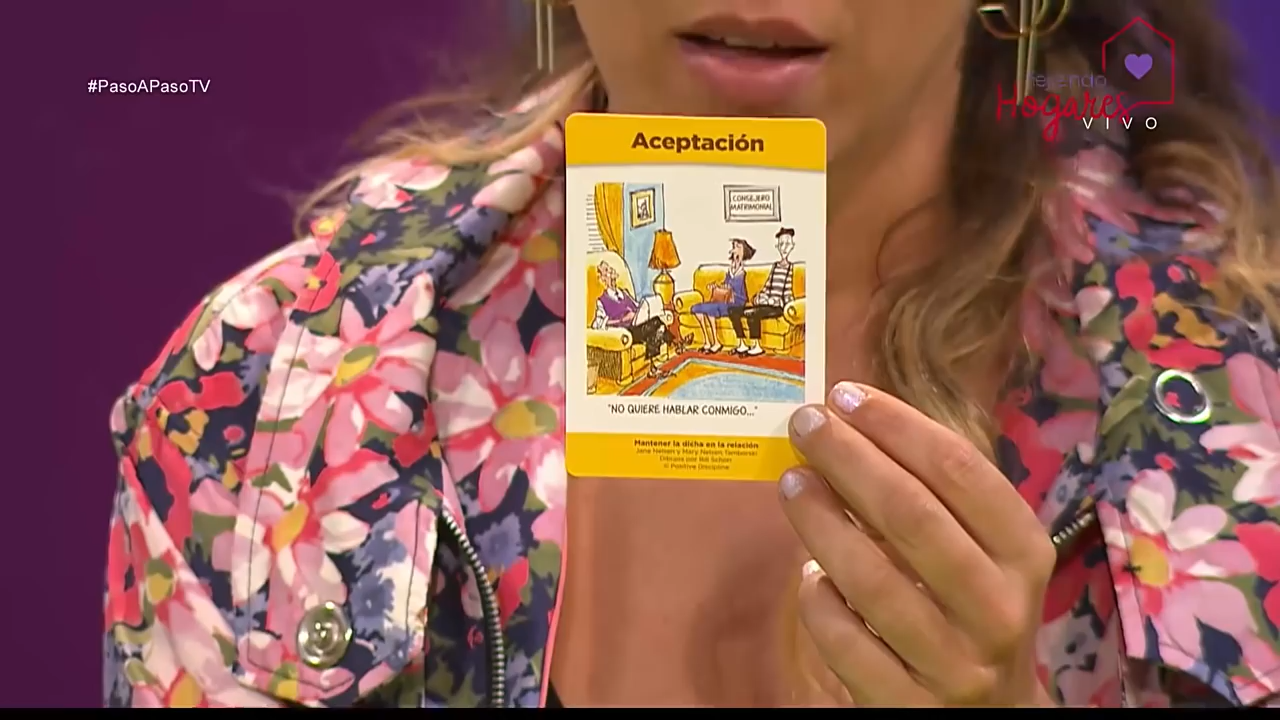 #PasoAPasoTV
Tejiendo
Hogares
VIVO
Aceptación
CONSEJERO
MATRIMONIAL
"NO QUIERE HABLAR CONMIGO..."
Mantener la dicha en la relación
Jane Nelsen y Mary Nelsen Tamborski
Dibujos por Bill Schorr
© Positive Discipline